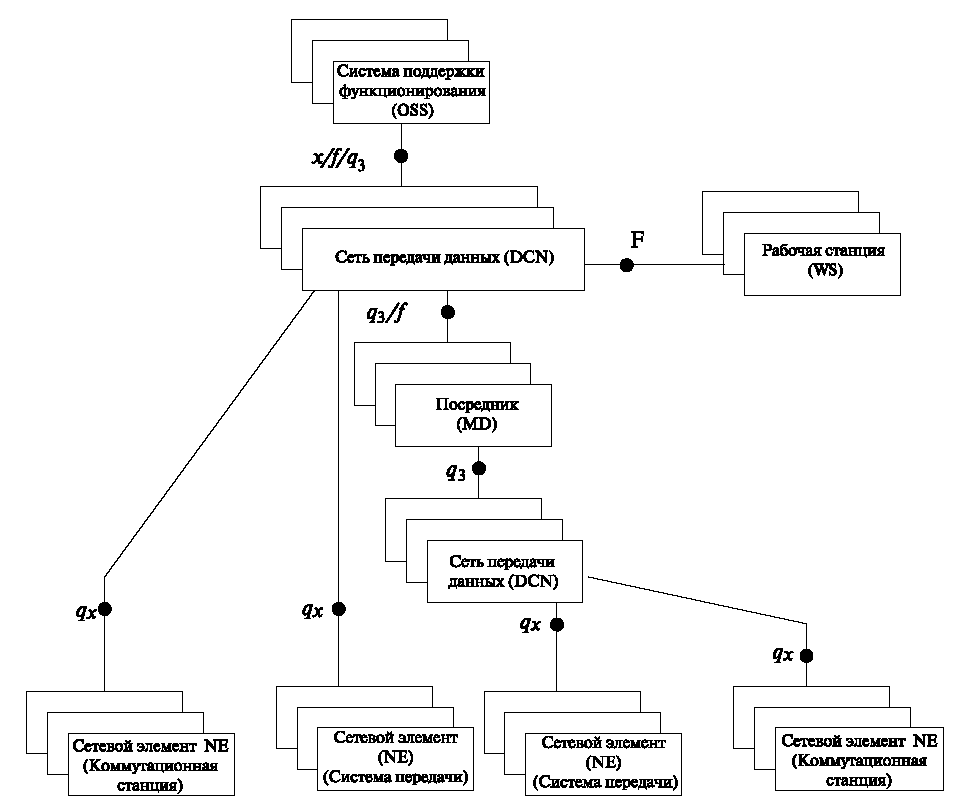 Система поддержки
функционирования
(OSS)
x/f/q3
Сеть передачи данных (DCN)
F
Рабочая станция
(WS)
q3/f
Посредник
(MD)
q3
Сеть передачи
данных (DCN)
qx
qx
qx
qx
Сетевой элемент NE
(Коммутационная
станция)
Сетевой элемент
(NE)
(Система передачи)
Сетевой элемент
(NE)
(Система передачи)
Сетевой элемент NE
(Коммутационная
станция)